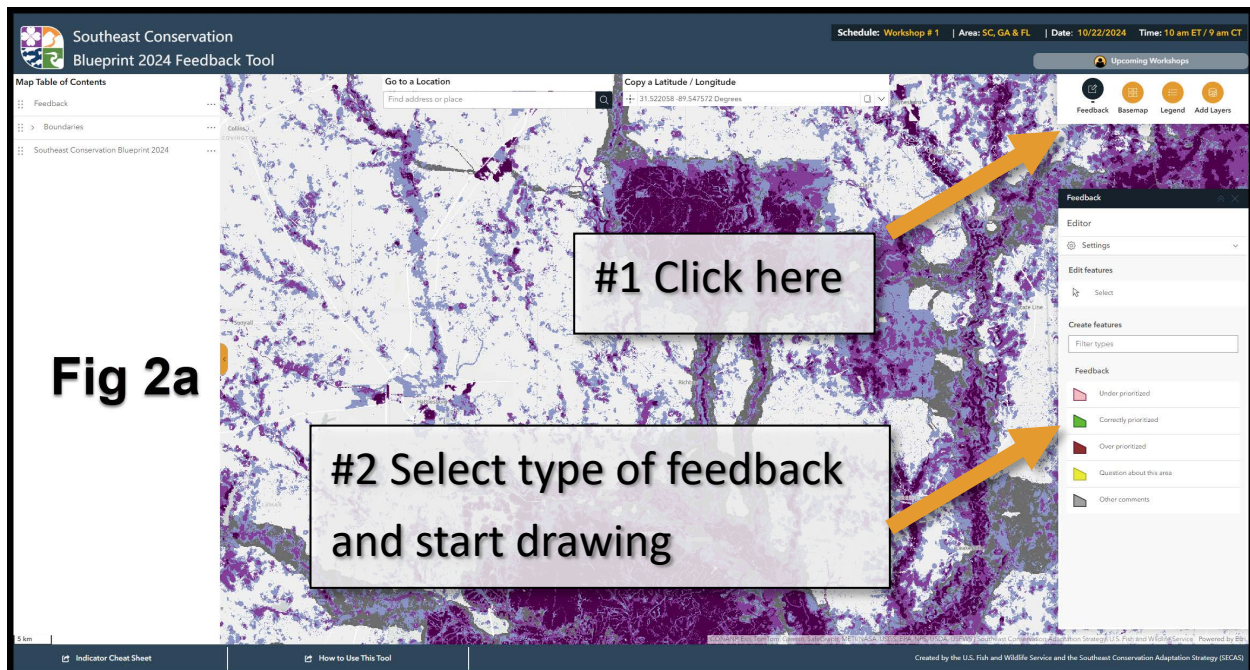 Southeast Conservation
Blueprint 2024 Feedback Tool
Schedule: Workshop # 1 | Area: SC, GA & FL | Date: 10/22/2024 Time: 10 am ET / 9 am CT
Upcoming Workshops
Map Table of Contents
Feedback
Boundaries
Southeast Conservation Blueprint 2024
Go to a Location
Find address or place
Copy a Latitude / Longitude
31.522058 -89.547572 Degrees
Feedback Basemap Legend Add Layers
Collins
Feedback
Editor
Settings
Edit features
Select
Create features
Filter types
Feedback
Under prioritized
Correctly prioritized
Over prioritized
Question about this area
Other comments
#1 Click here
Fig 2a
#2 Select type of feedback
and start drawing
5 km
Powered by Esri
Indicator Cheat Sheet
How to Use This Tool
Created by the U.S. Fish and Wildlife Service and the Southeast Conservation Adaptation Strategy (SECAS)